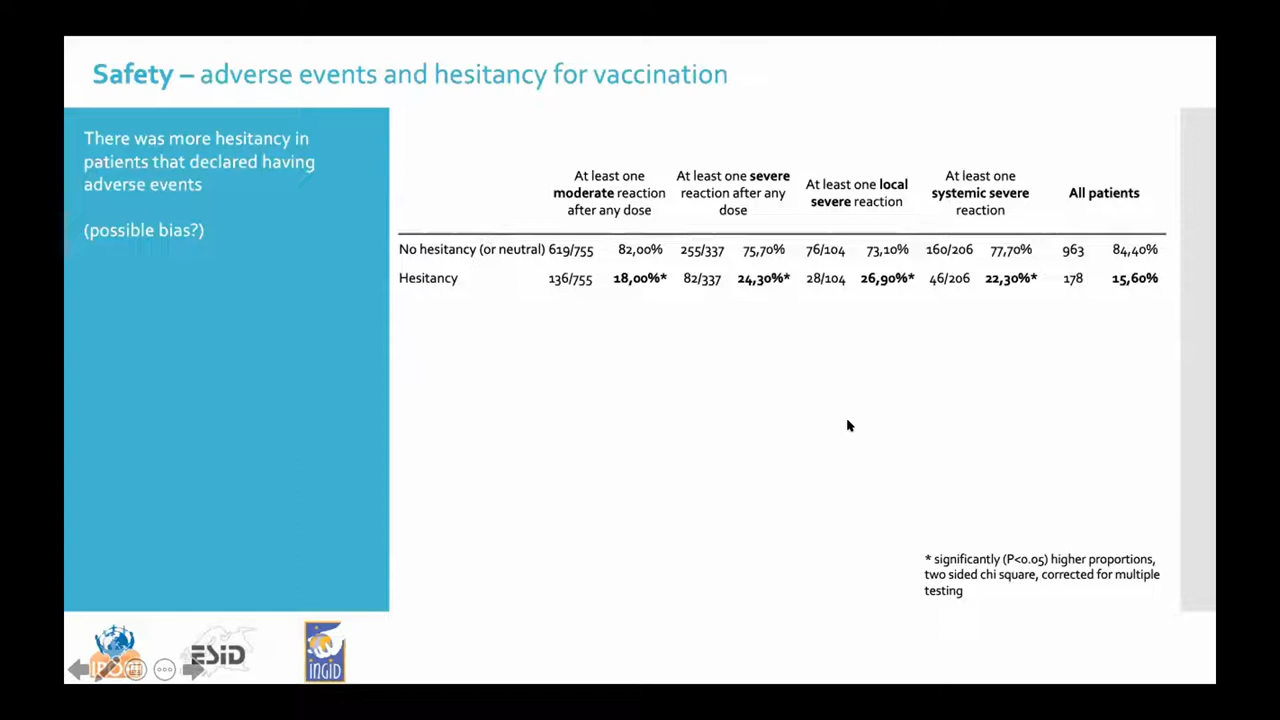 Safety – adverse events and hesitancy for vaccination
There was more hesitancy in
patients that declared having
adverse events
(possible bias?)
At least one
moderate reaction
after any dose
At least one severe
reaction after any
dose
At least one local
severe reaction
At least one
systemic severe
reaction
All patients
No hesitancy (or neutral) 619/755 82,00% 255/337 75,70% 76/104 73,10% 160/206 77,70% 963 84,40%
Hesitancy 136/755 18,00%* 82/337 24,30%* 28/104 26,90%* 46/206 22,30%* 178 15,60%
* significantly (P<0.05) higher proportions,
two sided chi square, corrected for multiple
testing
ESID
INGID